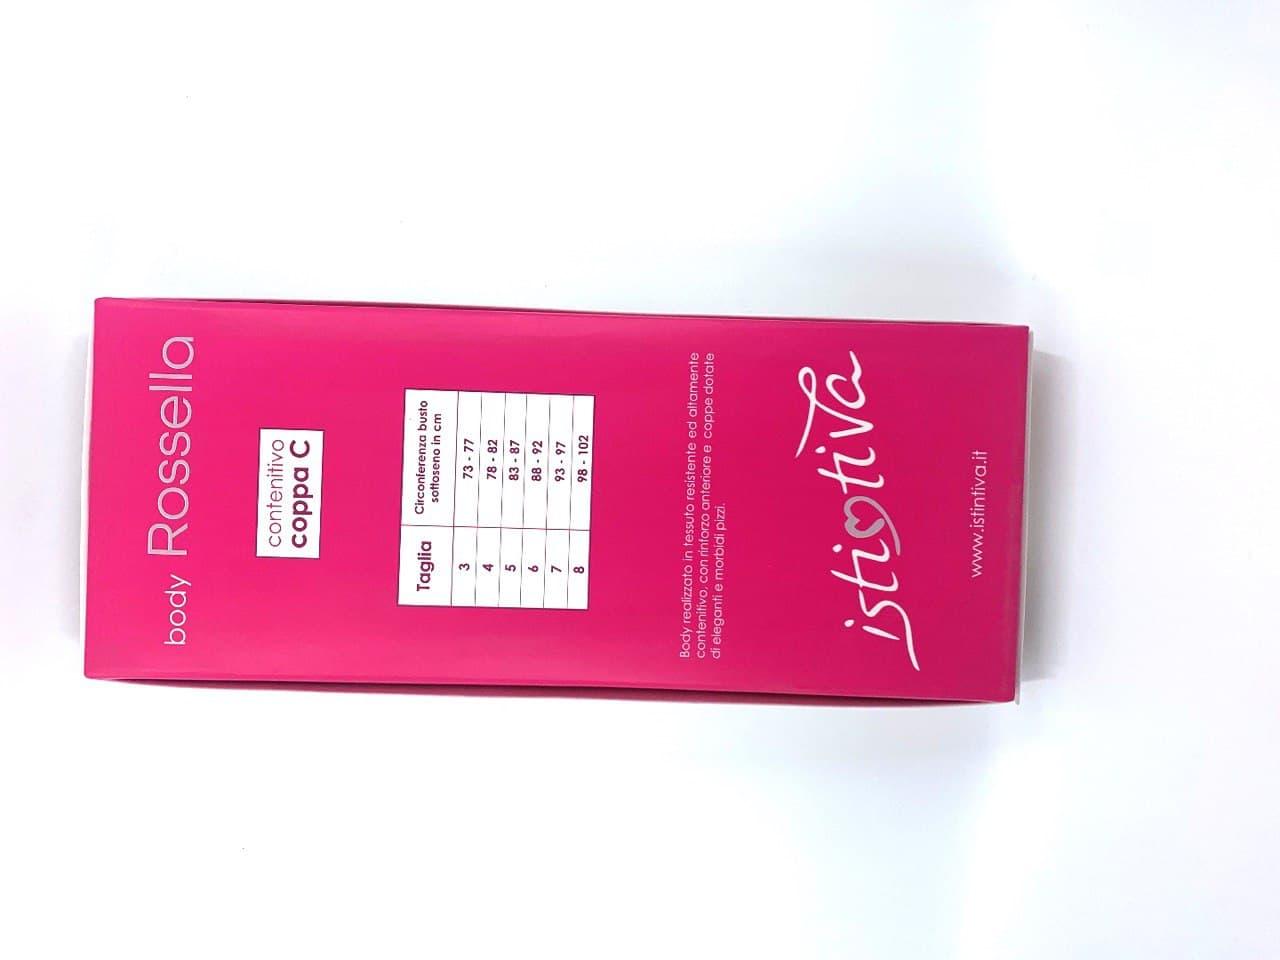 body Rossella
contenitivo
coppa C
Taglia Circonferenza busto
sottoseno in cm
3 73 - 77
4 78 - 82
5 83 - 87
6 88 - 92
7 93 - 97
8 98 - 102
Body realizzato in tessuto resistente ed altamente
contenitivo, con rinforzo anteriore e coppe dotate
di eleganti e morbidi pizzi.
istintiva
www.istintiva.it